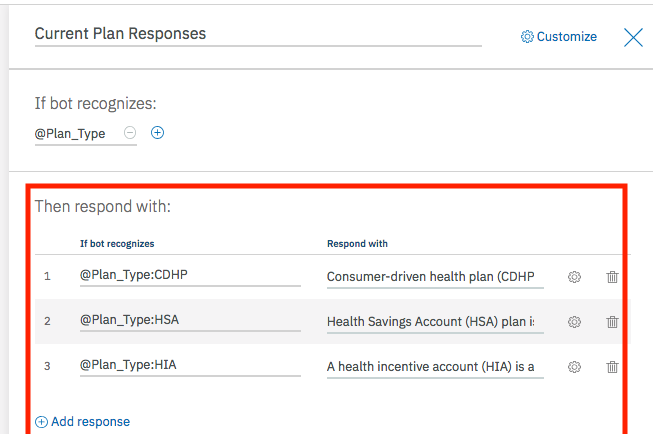 Current Plan Responses
Customize
If bot recognizes:
@Plan_Type
Then respond with:
If bot recognizes Respond with
1 @Plan_Type:CDHP Consumer-driven health plan (CDHP
2 @Plan_Type:HSA Health Savings Account (HSA) plan is
3 @Plan_Type:HIA A health incentive account (HIA) is a
Add response